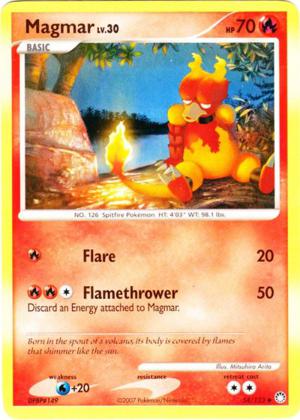 Magmar LV.30 HP 70
BASIC
Illus. Mitsuhiro Arita
NO. 126 Spitfire Pokémon HT: 4'03" WT: 98.1 lbs.
Flare 20
Flamethrower 50
Discard an Energy attached to Magmar.
Born in the spout of a volcano, its body is covered by flames
that shimmer like the sun.
weakness resistance retreat cost
+20
DPBP#149 ©2007 Pokémon/Nintendo 54/123